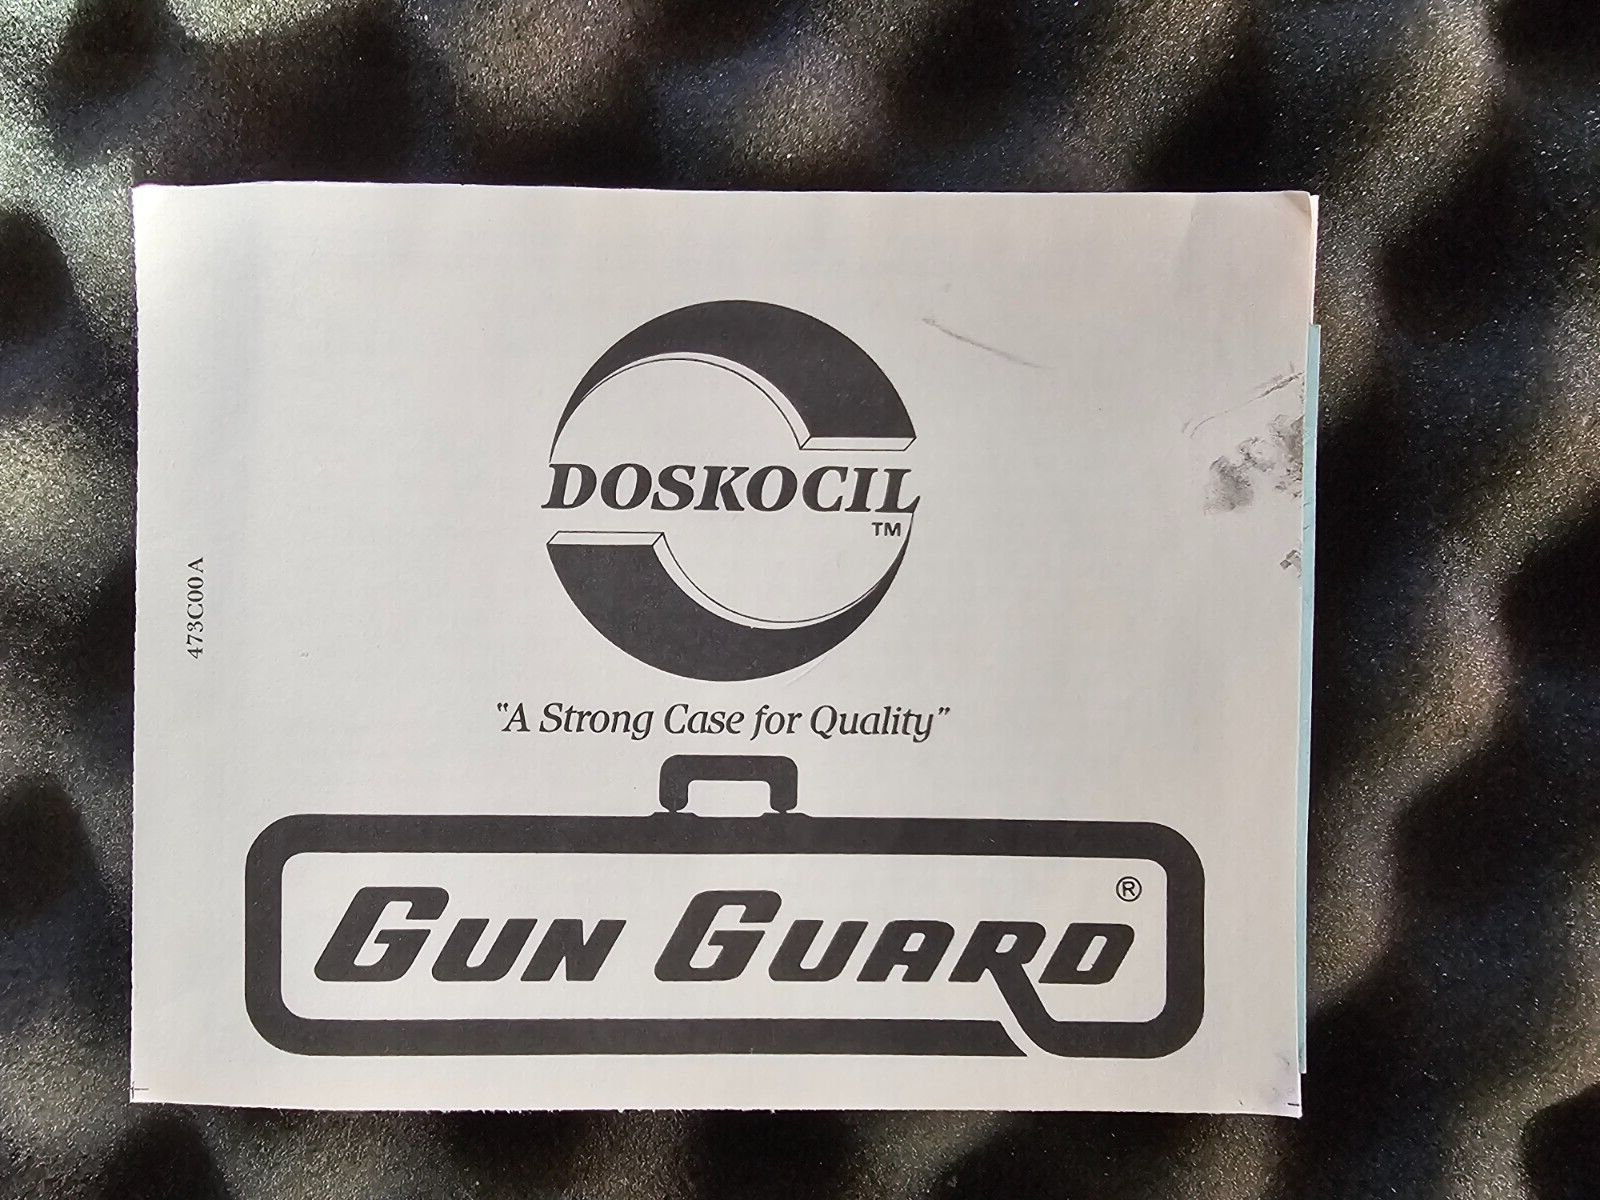 DOSKOCIL
TM
"A Strong Case for Quality"
GUN GUARD
®
473C00A